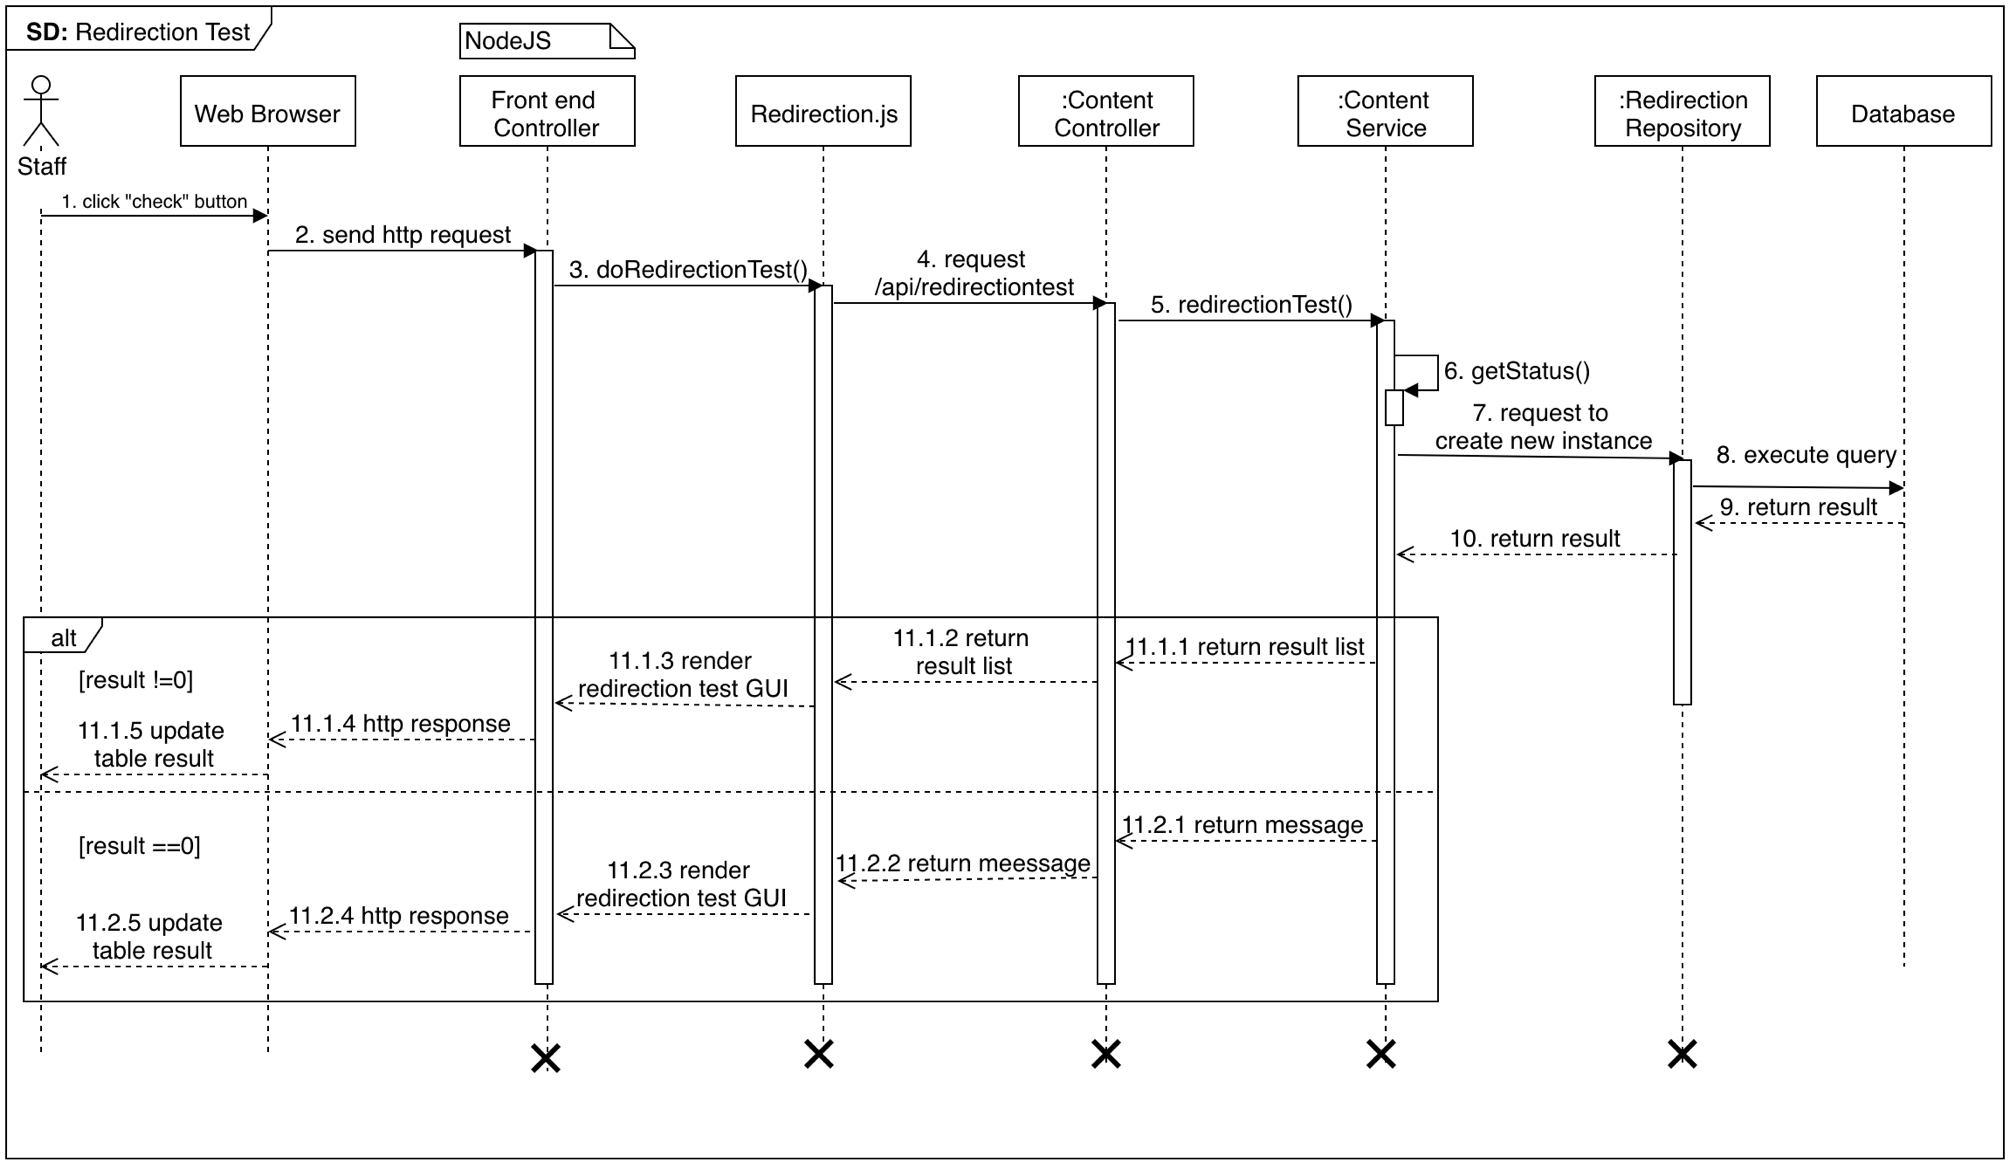 SD: Redirection Test
NodeJS
Staff
Web Browser
Front end
Controller
Redirection.js
:Content
Controller
:Content
Service
:Redirection
Repository
Database
1. click "check" button
2. send http request
3. doRedirectionTest()
4. request
/api/redirectiontest
5. redirectionTest()
6. getStatus()
7. request to
create new instance
8. execute query
9. return result
10. return result
alt
[result !=0]
11.1.1 return result list
11.1.2 return
result list
11.1.3 render
redirection test GUI
11.1.4 http response
11.1.5 update
table result
[result ==0]
11.2.1 return message
11.2.2 return meessage
11.2.3 render
redirection test GUI
11.2.4 http response
11.2.5 update
table result